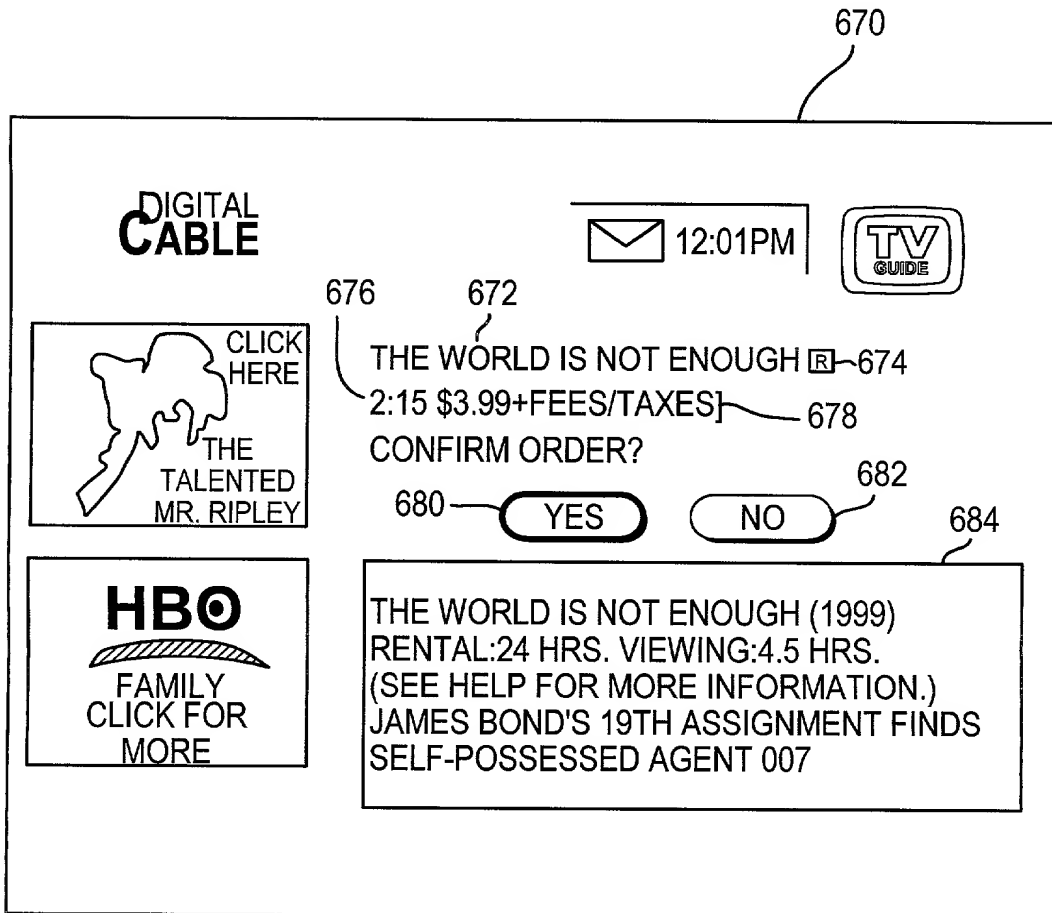 670
DIGITAL
CABLE
12:01PM
TV
GUIDE
676
672
CLICK
HERE
THE
TALENTED
MR. RIPLEY
THE WORLD IS NOT ENOUGH R 674
2:15 $3.99+FEES/TAXES] 678
CONFIRM ORDER?
680
YES
NO
682
684
HBO
FAMILY
CLICK FOR
MORE
THE WORLD IS NOT ENOUGH (1999)
RENTAL:24 HRS. VIEWING:4.5 HRS.
(SEE HELP FOR MORE INFORMATION.)
JAMES BOND'S 19TH ASSIGNMENT FINDS
SELF-POSSESSED AGENT 007